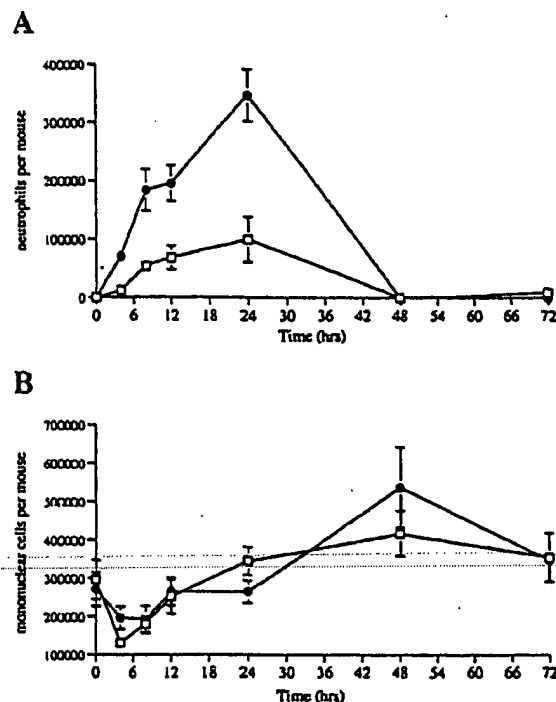 A
neutrophils per mouse
400000
300000
200000
100000
0
0 6 12 18 24 30 36 42 48 54 60 66 72
Time (hrs)
B
mononuclear cells per mouse
700000
600000
500000
400000
300000
200000
100000
0 6 12 18 24 30 36 42 48 54 60 66 72
Time (hrs)